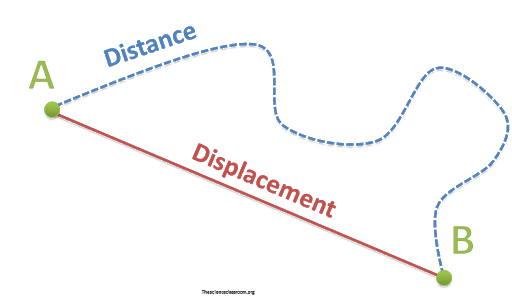 Distance
A
Displacement
B
Thescienceclassroom.org